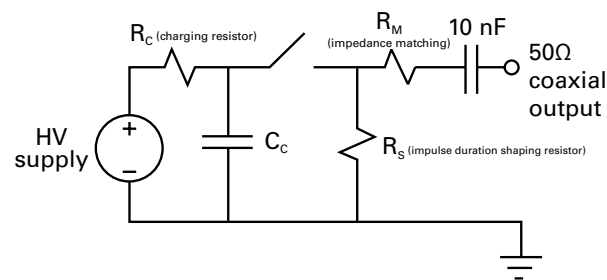 R_C (charging resistor)
R_M
(impedance matching)
10 nF
50Ω
coaxial
output
HV
supply
+
−
C_C
R_S (impulse duration shaping resistor)